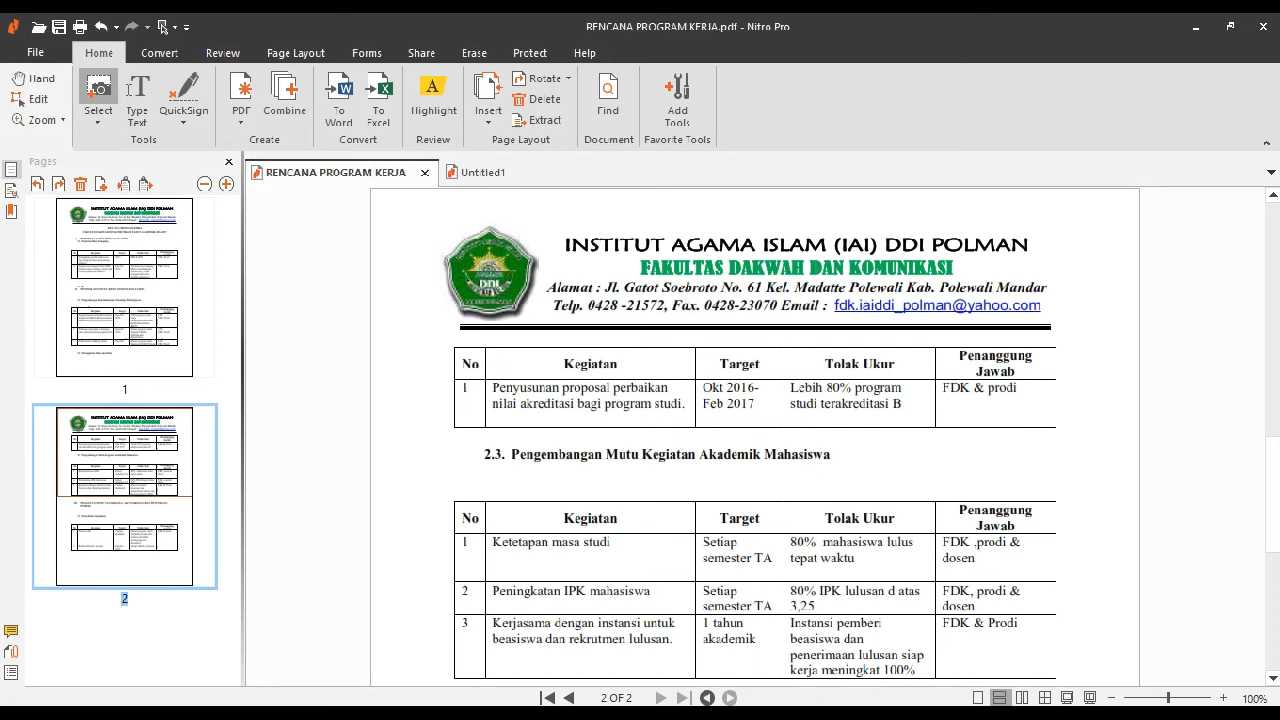 RENCANA PROGRAM KERJA.pdf - Nitro Pro
File Home Convert Review Page Layout Forms Share Erase Protect Help
Hand
Edit
Zoom
Select
Type Text
QuickSign
Tools
PDF
Combine
Create
To Word
To Excel
Convert
Highlight
Review
Insert
Rotate
Delete
Extract
Page Layout
Find
Document
Add Tools
Favorite Tools
Pages
RENCANA PROGRAM KERJA
Untitled1
1
2
DDI
INSTITUT AGAMA ISLAM (IAI) DDI POLMAN
FAKULTAS DAKWAH DAN KOMUNIKASI
Alamat : Jl. Gatot Soebroto No. 61 Kel. Madatte Polewali Kab. Polewali Mandar
Telp. 0428 -21572, Fax. 0428-23070 Email : fdk.iaiddi_polman@yahoo.com
No Kegiatan Target Tolak Ukur Penanggung Jawab
1 Penyusunan proposal perbaikan nilai akreditasi bagi program studi. Okt 2016- Feb 2017 Lebih 80% program studi terakreditasi B FDK & prodi
2.3. Pengembangan Mutu Kegiatan Akademik Mahasiswa
No Kegiatan Target Tolak Ukur Penanggung Jawab
1 Ketetapan masa studi Setiap semester TA 80% mahasiswa lulus tepat waktu FDK ,prodi & dosen
2 Peningkatan IPK mahasiswa Setiap semester TA 80% IPK lulusan d atas 3,25 FDK, prodi & dosen
3 Kerjasama dengan instansi untuk beasiswa dan rekrutmen lulusan. 1 tahun akademik Instansi pemberi beasiswa dan penerimaan lulusan siap kerja meningkat 100% FDK & Prodi
2 OF 2
100%